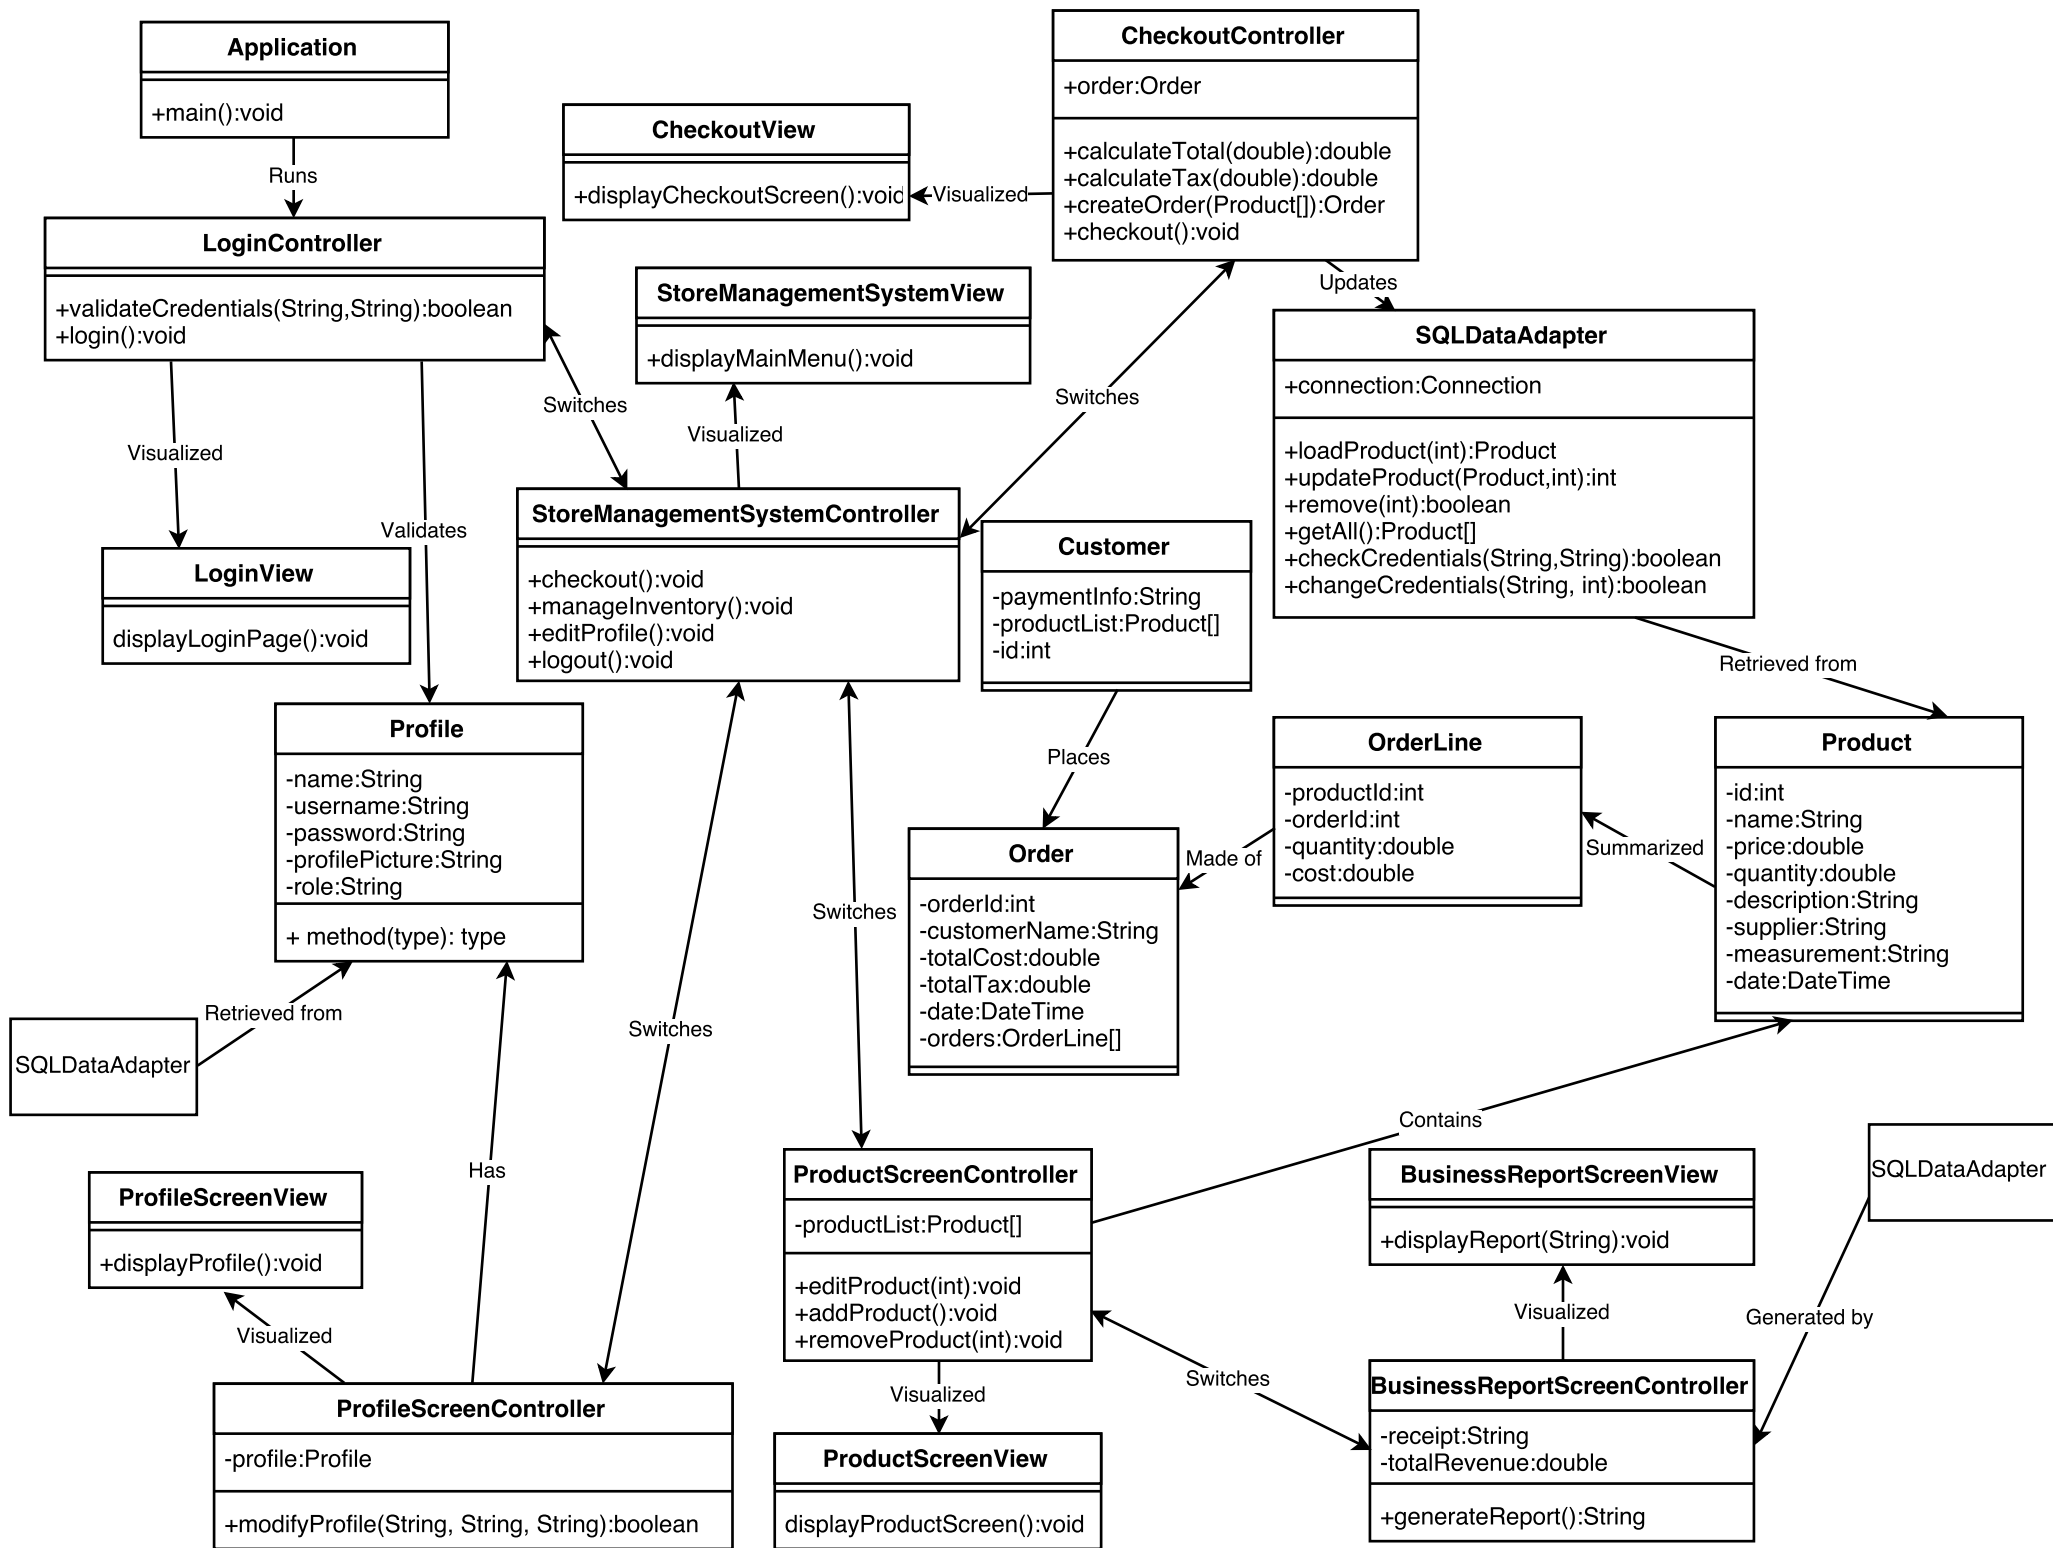 Application
+main():void
Runs
LoginController
+validateCredentials(String,String):boolean
+login():void
Visualized
Validates
LoginView
displayLoginPage():void
CheckoutView
+displayCheckoutScreen():void
Visualized
CheckoutController
+order:Order
+calculateTotal(double):double
+calculateTax(double):double
+createOrder(Product[]):Order
+checkout():void
Updates
StoreManagementSystemView
+displayMainMenu():void
Visualized
Switches
Switches
SQLDataAdapter
+connection:Connection
+loadProduct(int):Product
+updateProduct(Product,int):int
+remove(int):boolean
+getAll():Product[]
+checkCredentials(String,String):boolean
+changeCredentials(String, int):boolean
Retrieved from
StoreManagementSystemController
+checkout():void
+manageInventory():void
+editProfile():void
+logout():void
Customer
-paymentInfo:String
-productList:Product[]
-id:int
Places
Profile
-name:String
-username:String
-password:String
-profilePicture:String
-role:String
+ method(type): type
Retrieved from
SQLDataAdapter
Has
Switches
Switches
Order
-orderId:int
-customerName:String
-totalCost:double
-totalTax:double
-date:DateTime
-orders:OrderLine[]
Made of
OrderLine
-productId:int
-orderId:int
-quantity:double
-cost:double
Summarized
Product
-id:int
-name:String
-price:double
-quantity:double
-description:String
-supplier:String
-measurement:String
-date:DateTime
Contains
ProfileScreenView
+displayProfile():void
Visualized
ProfileScreenController
-profile:Profile
+modifyProfile(String, String, String):boolean
ProductScreenController
-productList:Product[]
+editProduct(int):void
+addProduct():void
+removeProduct(int):void
Visualized
ProductScreenView
displayProductScreen():void
Switches
BusinessReportScreenView
+displayReport(String):void
Visualized
BusinessReportScreenController
-receipt:String
-totalRevenue:double
+generateReport():String
SQLDataAdapter
Generated by